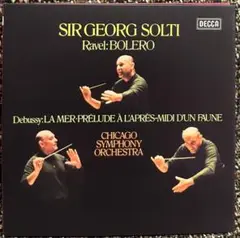 DECCA
SIR GEORG SOLTI
Ravel: BOLERO
Debussy: LA MER·PRÉLUDE À L'APRÈS-MIDI D'UN FAUNE
CHICAGO
SYMPHONY
ORCHESTRA